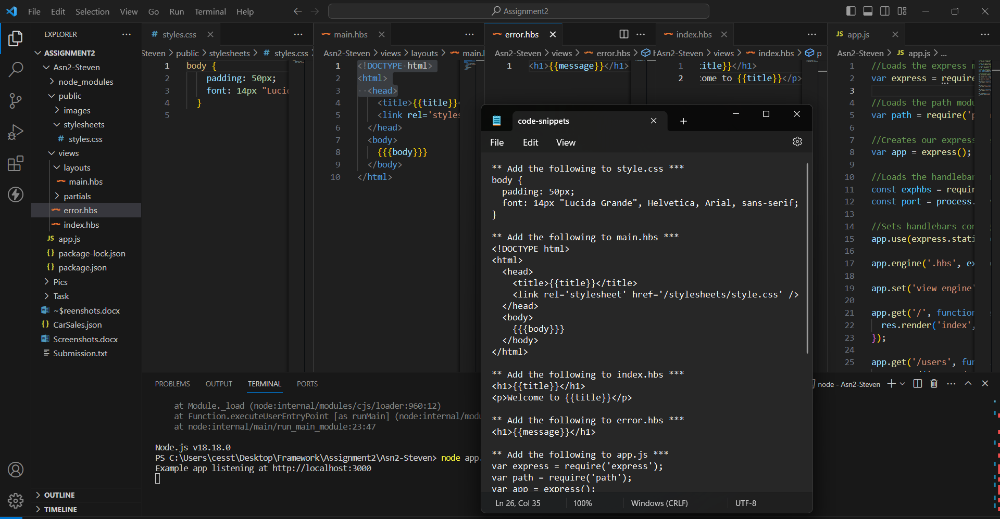 File Edit Selection View Go Run Terminal Help
Assignment2
EXPLORER
ASSIGNMENT2
Asn2-Steven
node_modules
public
images
stylesheets
# styles.css
views
layouts
main.hbs
partials
error.hbs
index.hbs
JS app.js
{} package-lock.json
{} package.json
Pics
Task
~$reenshots.docx
{} CarSales.json
Screenshots.docx
Submission.txt
OUTLINE
TIMELINE
# styles.css
Steven > public > stylesheets > # styles.css
1 body {
2 padding: 50px;
3 font: 14px "Lucid
4 }
5
main.hbs
Asn2-Steven > views > layouts > main.h
1 <!DOCTYPE html>
2 <html>
3 <head>
4 <title>{{title}}<
5 <link rel='styles
6 </head>
7 <body>
8 {{{body}}}
9 </body>
10 </html>
error.hbs
Asn2-Steven > views > error.hbs >
1 <h1>{{message}}</h1>
index.hbs
Asn2-Steven > views > index.hbs > p
1 title}}</h1>
2 come to {{title}}</p>
JS app.js
Asn2-Steven > JS app.js > ...
1 //Loads the express m
2 var express = require
3
4 //Loads the path modu
5 var path = require('p
6
7 //Creates our express
8 var app = express();
9
10 //Loads the handlebar
11 const exphbs = requir
12 const port = process.
13
14 //Sets handlebars con
15 app.use(express.stati
16
17 app.engine('.hbs', ex
18
19 app.set('view engine'
20
21 app.get('/', function
22 res.render('index',
23 });
24
25 app.get('/users', fun
code-snippets
File Edit View
** Add the following to style.css ***
body {
padding: 50px;
font: 14px "Lucida Grande", Helvetica, Arial, sans-serif;
}
** Add the following to main.hbs ***
<!DOCTYPE html>
<html>
<head>
<title>{{title}}</title>
<link rel='stylesheet' href='/stylesheets/style.css' />
</head>
<body>
{{{body}}}
</body>
</html>
** Add the following to index.hbs ***
<h1>{{title}}</h1>
<p>Welcome to {{title}}</p>
** Add the following to error.hbs ***
<h1>{{message}}</h1>
** Add the following to app.js ***
var express = require('express');
var path = require('path');
var app = express();
Ln 26, Col 35 100% Windows (CRLF) UTF-8
PROBLEMS OUTPUT TERMINAL PORTS
node - Asn2-Steven
at Module._load (node:internal/modules/cjs/loader:960:12)
at Function.executeUserEntryPoint [as runMain] (node:internal/modu
at node:internal/main/run_main_module:23:47
Node.js v18.18.0
PS C:\Users\cesst\Desktop\Framework\Assignment2\Asn2-Steven> node app.
Example app listening at http://localhost:3000